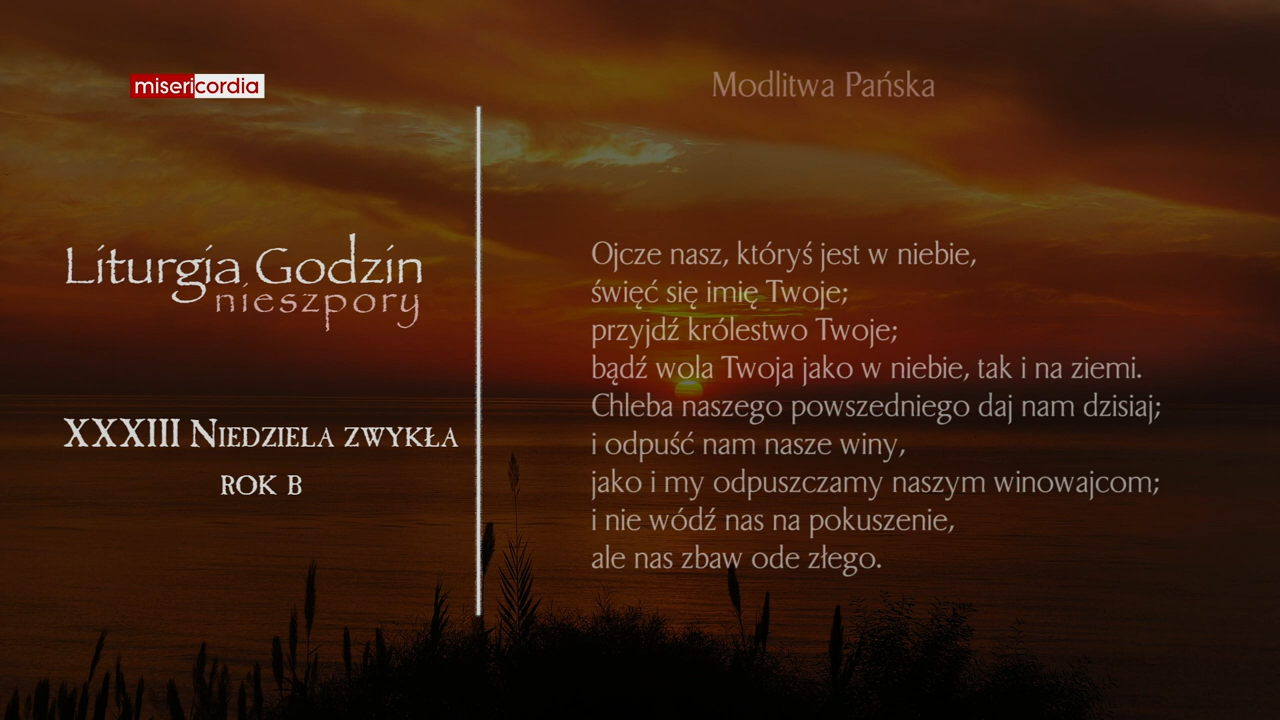 misericordia
Liturgia Godzin
nieszpory
XXXIII Niedziela zwykła
rok B
Modlitwa Pańska
Ojcze nasz, któryś jest w niebie,
święć się imię Twoje;
przyjdź królestwo Twoje;
bądź wola Twoja jako w niebie, tak i na ziemi.
Chleba naszego powszedniego daj nam dzisiaj;
i odpuść nam nasze winy,
jako i my odpuszczamy naszym winowajcom;
i nie wódź nas na pokuszenie,
ale nas zbaw ode złego.